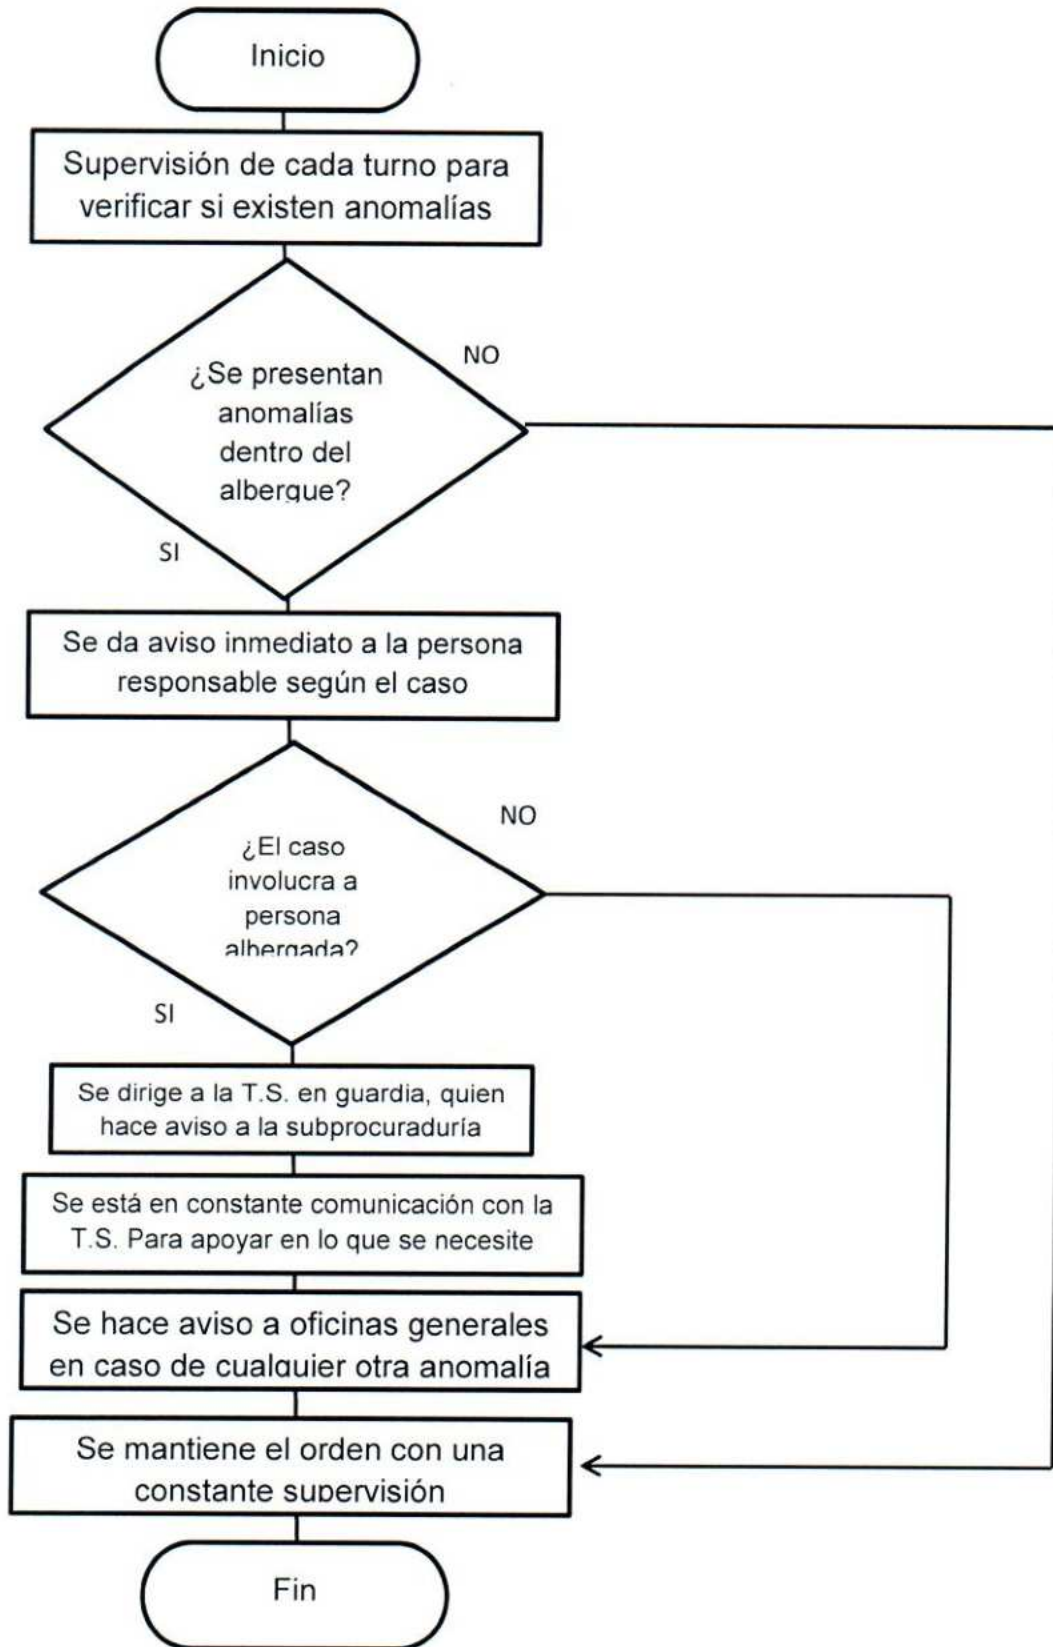 Inicio
Supervisión de cada turno para
verificar si existen anomalías
NO
¿Se presentan
anomalías
dentro del
albergue?
SI
Se da aviso inmediato a la persona
responsable según el caso
NO
¿El caso
involucra a
persona
albergada?
SI
Se dirige a la T.S. en guardia, quien
hace aviso a la subprocuraduría
Se está en constante comunicación con la
T.S. Para apoyar en lo que se necesite
Se hace aviso a oficinas generales
en caso de cualquier otra anomalía
Se mantiene el orden con una
constante supervisión
Fin